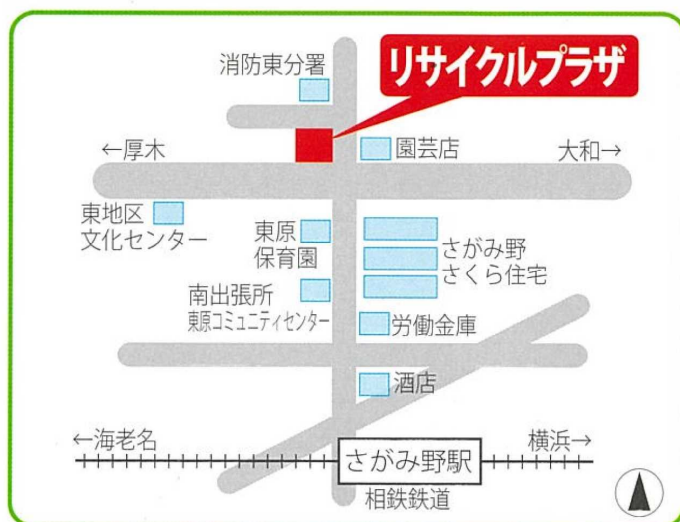 消防東分署
リサイクルプラザ
←厚木
園芸店
大和→
東地区
文化センター
東原
保育園
さがみ野
さくら住宅
南出張所
東原コミュニティセンター
労働金庫
酒店
←海老名
さがみ野駅
横浜→
相鉄鉄道